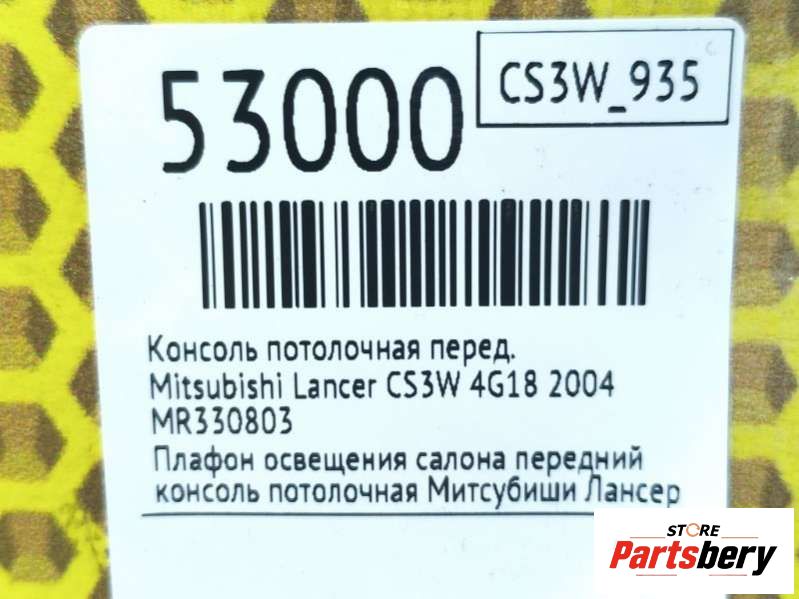 53000
CS3W_935
Консоль потолочная перед.
Mitsubishi Lancer CS3W 4G18 2004
MR330803
Плафон освещения салона передний
консоль потолочная Митсубиши Лансер
STORE
Partsbery